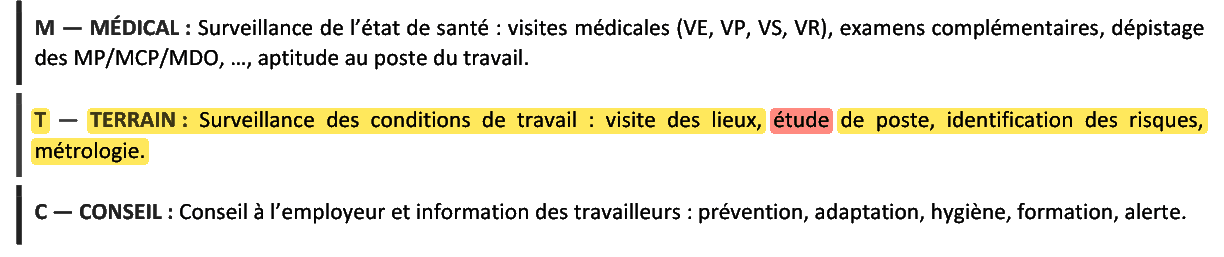 M — MÉDICAL : Surveillance de l’état de santé : visites médicales (VE, VP, VS, VR), examens complémentaires, dépistage
des MP/MCP/MDO, …, aptitude au poste du travail.
T — TERRAIN : Surveillance des conditions de travail : visite des lieux, étude de poste, identification des risques,
métrologie.
C — CONSEIL : Conseil à l’employeur et information des travailleurs : prévention, adaptation, hygiène, formation, alerte.